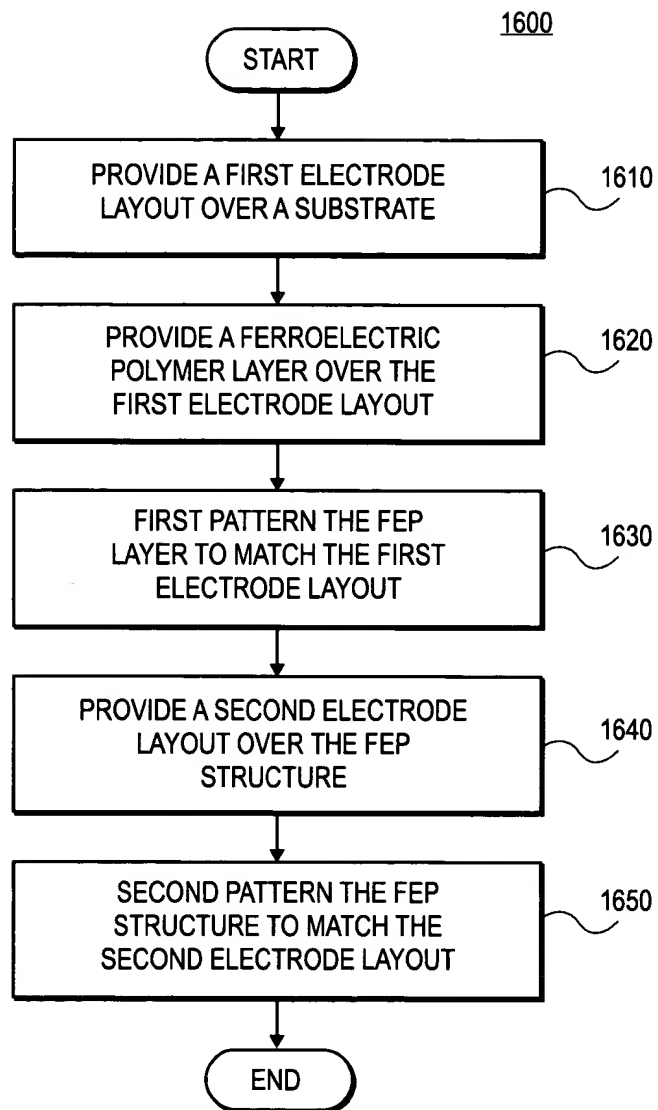 1600
START
PROVIDE A FIRST ELECTRODE
LAYOUT OVER A SUBSTRATE
1610
PROVIDE A FERROELECTRIC
POLYMER LAYER OVER THE
FIRST ELECTRODE LAYOUT
1620
FIRST PATTERN THE FEP
LAYER TO MATCH THE FIRST
ELECTRODE LAYOUT
1630
PROVIDE A SECOND ELECTRODE
LAYOUT OVER THE FEP
STRUCTURE
1640
SECOND PATTERN THE FEP
STRUCTURE TO MATCH THE
SECOND ELECTRODE LAYOUT
1650
END